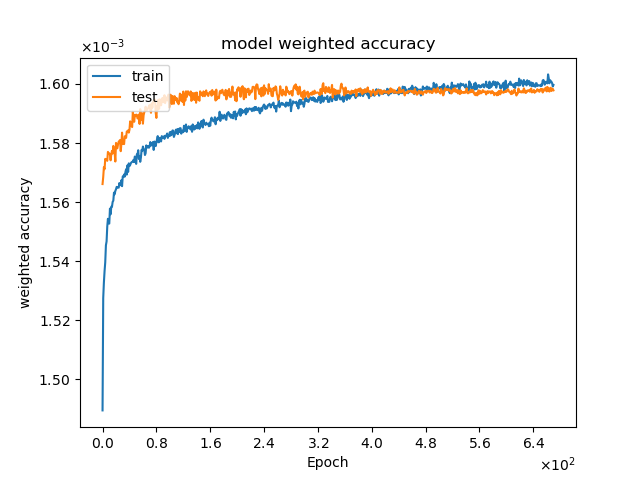 model weighted accuracy
×10⁻³
train
test
1.60
1.58
1.56
1.54
1.52
1.50
weighted accuracy
0.0 0.8 1.6 2.4 3.2 4.0 4.8 5.6 6.4
Epoch
×10²